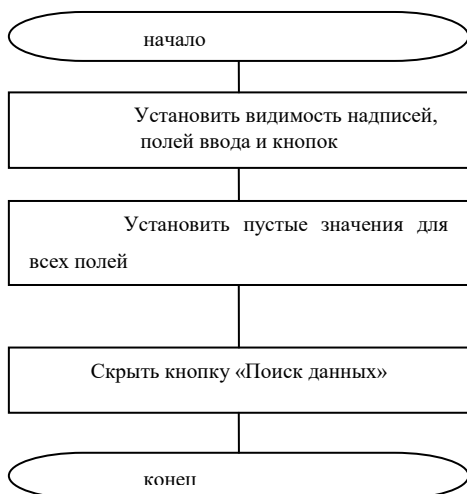 начало
Установить видимость надписей,
полей ввода и кнопок
Установить пустые значения для
всех полей
Скрыть кнопку «Поиск данных»
конец